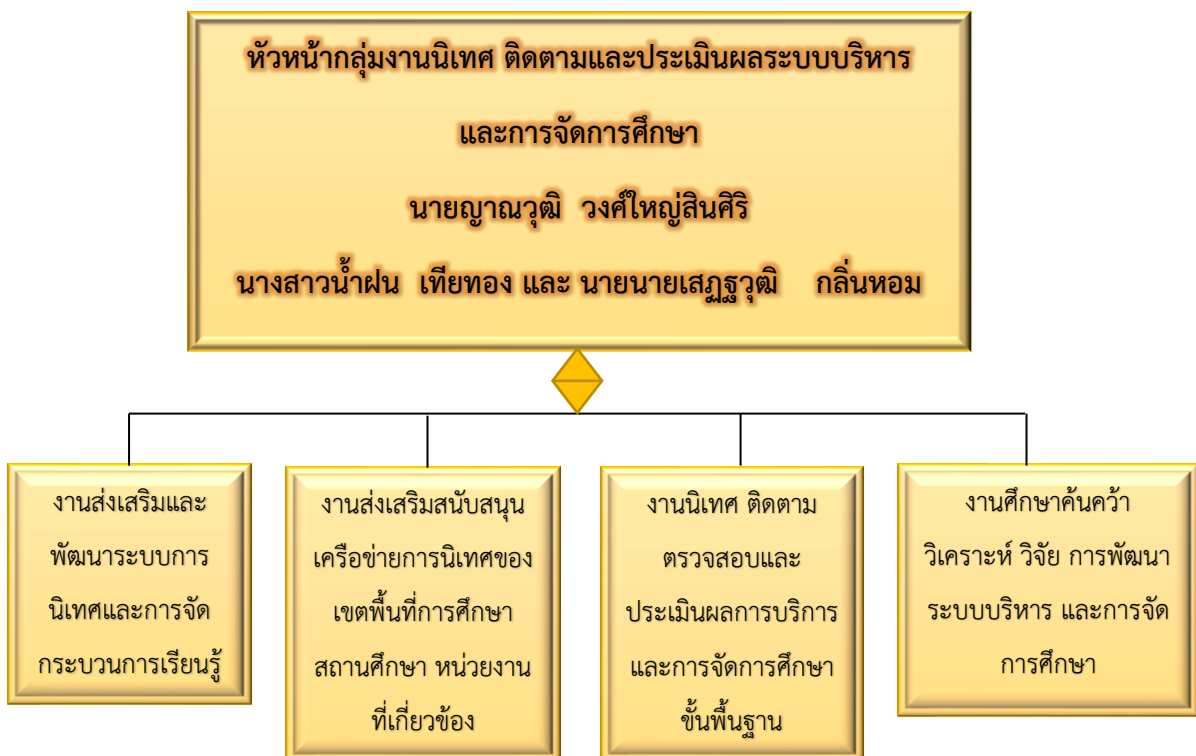 หัวหน้ากลุ่มงานนิเทศ ติดตามและประเมินผลระบบบริหาร
และการจัดการศึกษา
นายญาณวุฒิ วงศ์ใหญ่สินศิริ
นางสาวน้ำฝน เทียทอง และ นายนายเสฏฐวุฒิ กลิ่นหอม
งานส่งเสริมและ
พัฒนาระบบการ
นิเทศและการจัด
กระบวนการเรียนรู้
งานส่งเสริมสนับสนุน
เครือข่ายการนิเทศของ
เขตพื้นที่การศึกษา
สถานศึกษา หน่วยงาน
ที่เกี่ยวข้อง
งานนิเทศ ติดตาม
ตรวจสอบและ
ประเมินผลการบริการ
และการจัดการศึกษา
ขั้นพื้นฐาน
งานศึกษาค้นคว้า
วิเคราะห์ วิจัย การพัฒนา
ระบบบริหาร และการจัด
การศึกษา